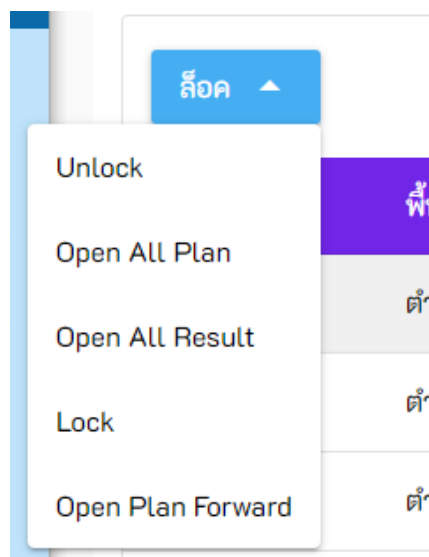 ล็อค
Unlock
Open All Plan
Open All Result
Lock
Open Plan Forward